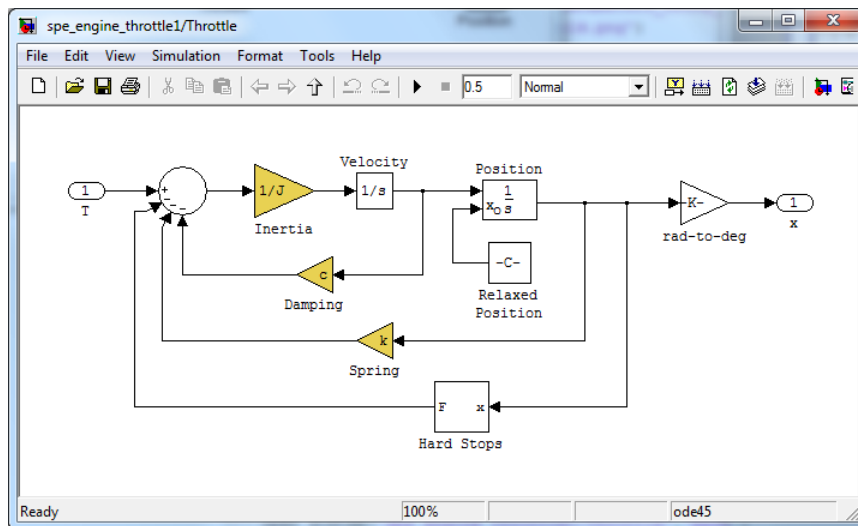 spe_engine_throttle1/Throttle
File Edit View Simulation Format Tools Help
0.5 Normal
Velocity
Position
1
T
+
-
-
-
1/J
Inertia
1/s
xo 1/s
-K-
rad-to-deg
1
x
-C-
Relaxed
Position
c
Damping
k
Spring
F x
Hard Stops
Ready 100% ode45